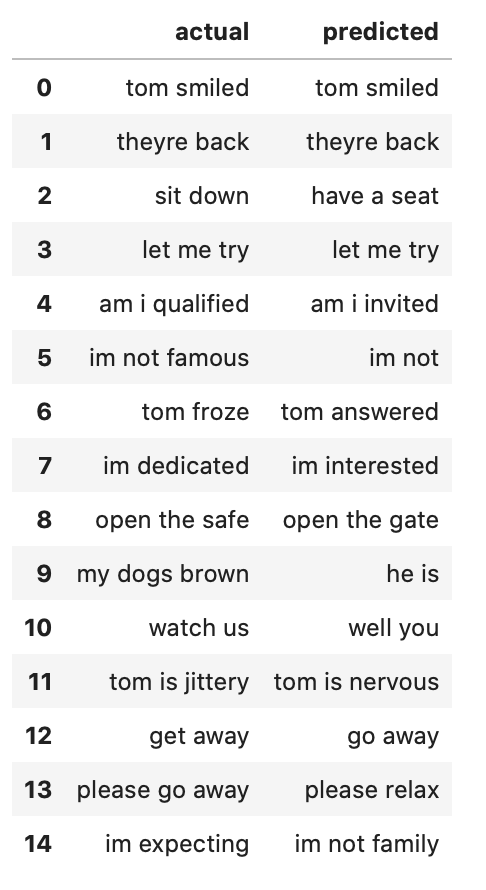 actual predicted
0 tom smiled tom smiled
1 theyre back theyre back
2 sit down have a seat
3 let me try let me try
4 am i qualified am i invited
5 im not famous im not
6 tom froze tom answered
7 im dedicated im interested
8 open the safe open the gate
9 my dogs brown he is
10 watch us well you
11 tom is jittery tom is nervous
12 get away go away
13 please go away please relax
14 im expecting im not family